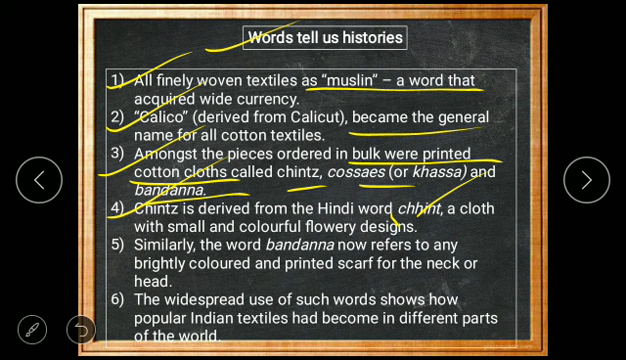 Words tell us histories
1) All finely woven textiles as “muslin” – a word that
acquired wide currency.
2) “Calico” (derived from Calicut), became the general
name for all cotton textiles.
3) Amongst the pieces ordered in bulk were printed
cotton cloths called chintz, cossaes (or khassa) and
bandanna.
4) Chintz is derived from the Hindi word chhint, a cloth
with small and colourful flowery designs.
5) Similarly, the word bandanna now refers to any
brightly coloured and printed scarf for the neck or
head.
6) The widespread use of such words shows how
popular Indian textiles had become in different parts
of the world.